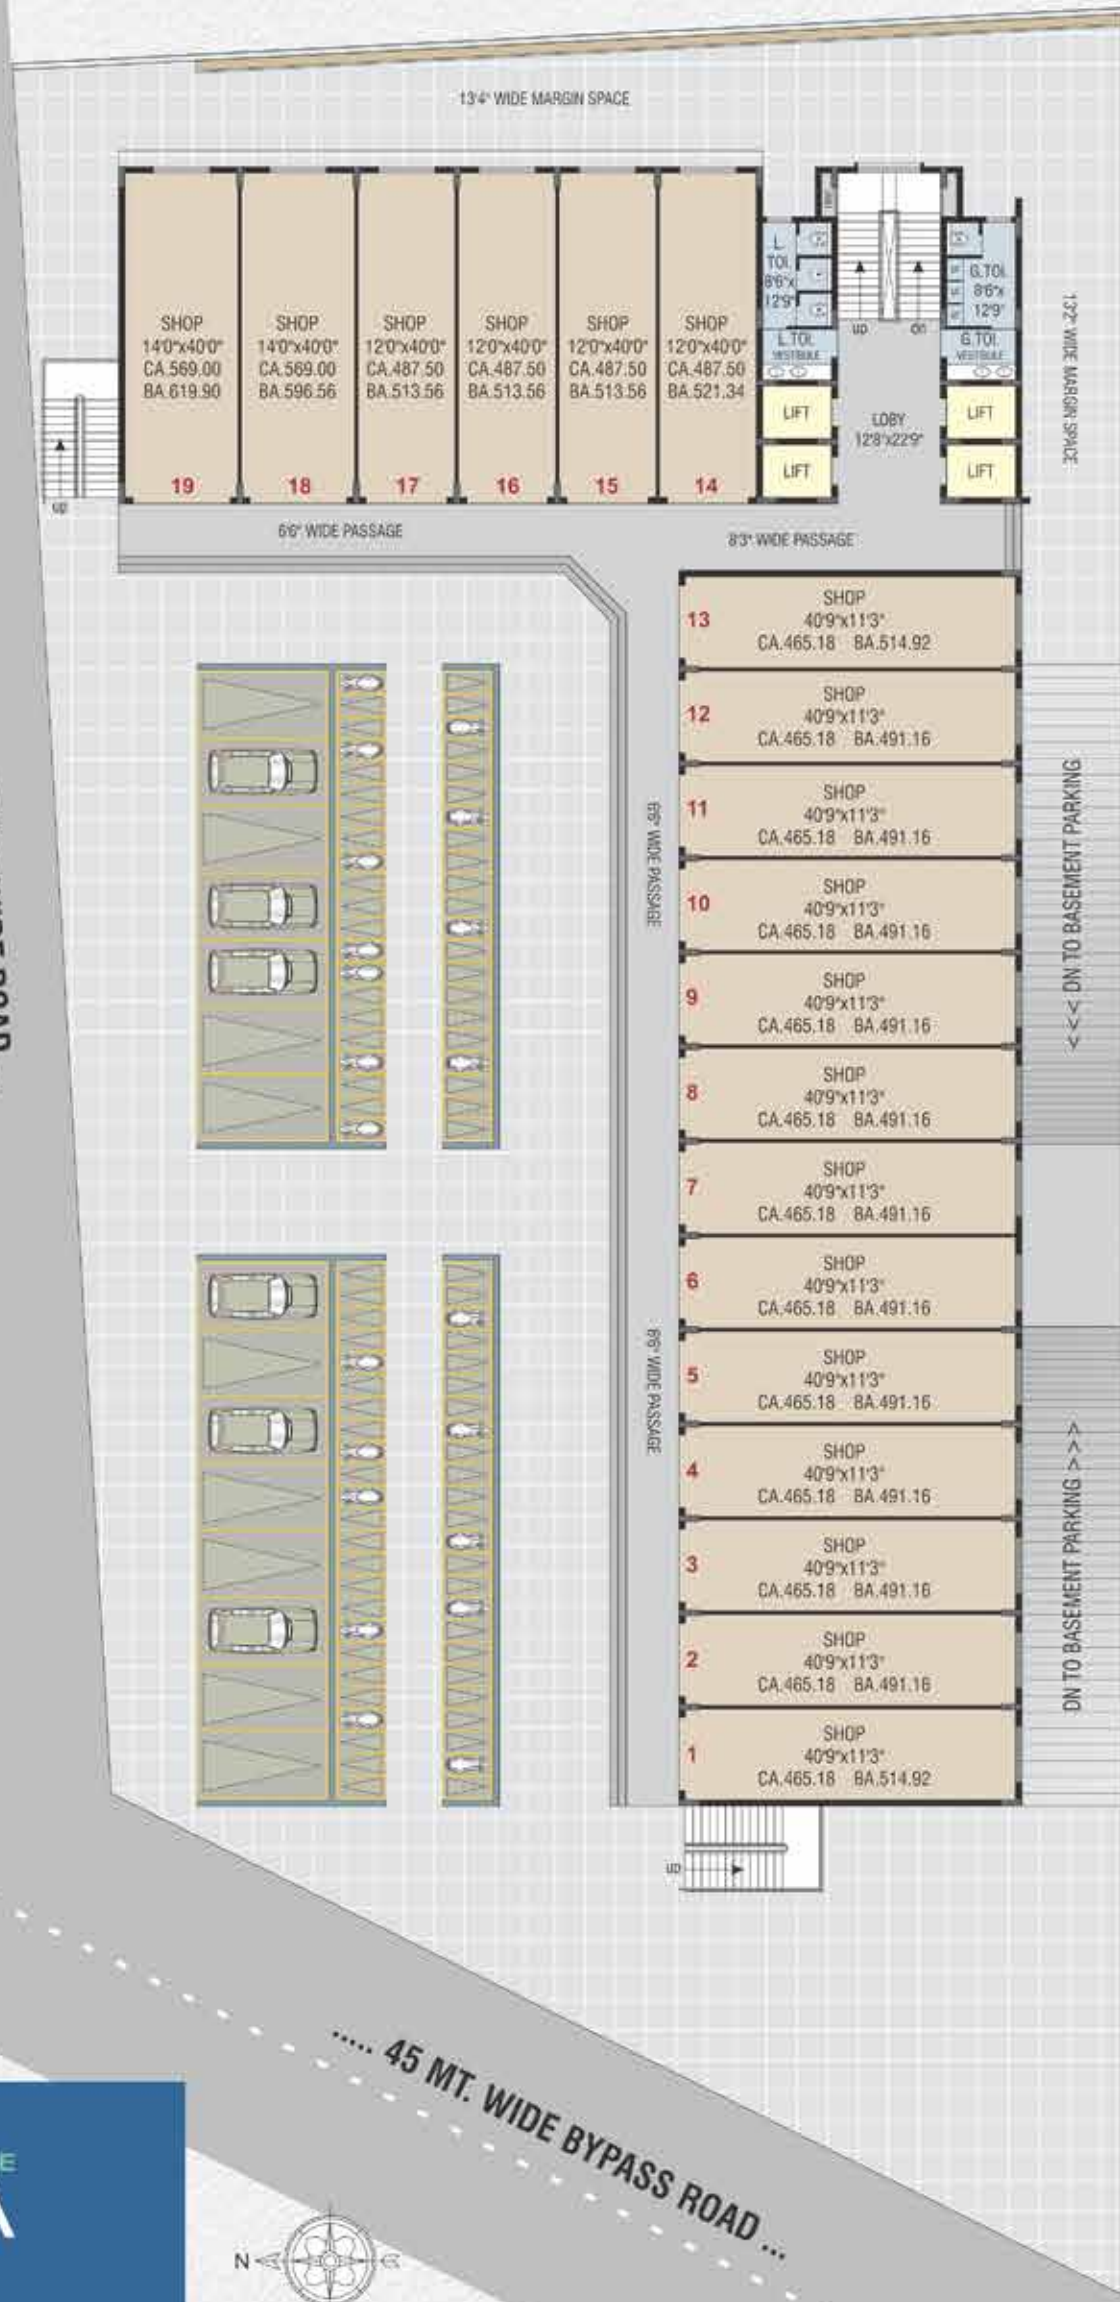 13'4" WIDE MARGIN SPACE
SHOP
14'0"x40'0"
CA.569.00
BA.619.90
19
SHOP
14'0"x40'0"
CA.569.00
BA.596.56
18
SHOP
12'0"x40'0"
CA.487.50
BA.513.56
17
SHOP
12'0"x40'0"
CA.487.50
BA.513.56
16
SHOP
12'0"x40'0"
CA.487.50
BA.513.56
15
SHOP
12'0"x40'0"
CA.487.50
BA.521.34
14
L.
TOI.
8'6"x
12'9"
L.TOI.
VESTIBULE
LIFT
LIFT
up
dn
LOBY
12'8"x22'9"
G.TOI.
8'6"x
12'9"
G.TOI.
VESTIBULE
LIFT
LIFT
13'2" WIDE MARGIN SPACE
up
6'6" WIDE PASSAGE
8'3" WIDE PASSAGE
13
SHOP
40'9"x11'3"
CA.465.18 BA.514.92
12
SHOP
40'9"x11'3"
CA.465.18 BA.491.16
11
SHOP
40'9"x11'3"
CA.465.18 BA.491.16
10
SHOP
40'9"x11'3"
CA.465.18 BA.491.16
9
SHOP
40'9"x11'3"
CA.465.18 BA.491.16
8
SHOP
40'9"x11'3"
CA.465.18 BA.491.16
7
SHOP
40'9"x11'3"
CA.465.18 BA.491.16
6
SHOP
40'9"x11'3"
CA.465.18 BA.491.16
5
SHOP
40'9"x11'3"
CA.465.18 BA.491.16
4
SHOP
40'9"x11'3"
CA.465.18 BA.491.16
3
SHOP
40'9"x11'3"
CA.465.18 BA.491.16
2
SHOP
40'9"x11'3"
CA.465.18 BA.491.16
1
SHOP
40'9"x11'3"
CA.465.18 BA.514.92
6'6" WIDE PASSAGE
6'6" WIDE PASSAGE
<<< DN TO BASEMENT PARKING
DN TO BASEMENT PARKING >>>
up
..... 45 MT. WIDE BYPASS ROAD ...
E
A
N